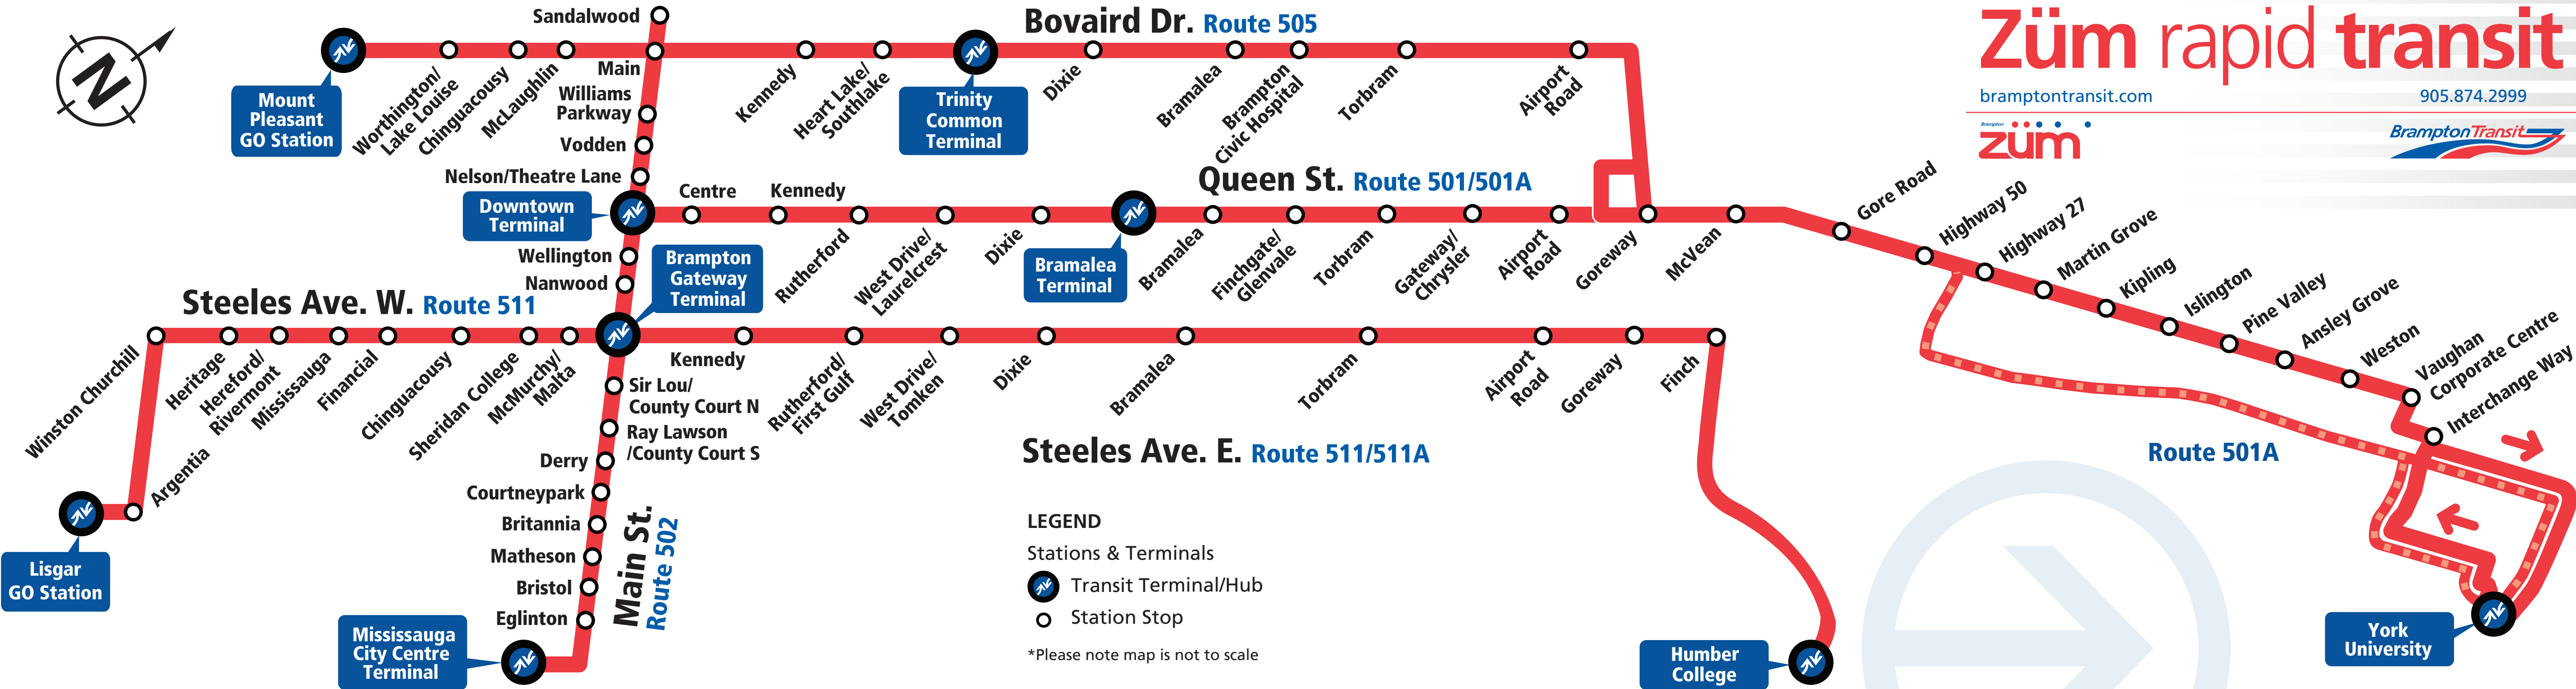 Bovaird Dr. Route 505
Züm rapid transit
bramptontransit.com
905.874.2999
Brampton
züm
Brampton Transit
N
Sandalwood
Main
Williams
Parkway
Vodden
Nelson/Theatre Lane
Downtown
Terminal
Wellington
Nanwood
Brampton
Gateway
Terminal
Sir Lou/
County Court N
Ray Lawson
/County Court S
Derry
Courtneypark
Britannia
Matheson
Bristol
Eglinton
Mississauga
City Centre
Terminal
Main St.
Route 502
Mount
Pleasant
GO Station
Worthington/
Lake Louise
Chinguacousy
McLaughlin
Kennedy
Heart Lake/
Southlake
Trinity
Common
Terminal
Dixie
Bramalea
Brampton
Civic Hospital
Torbram
Airport
Road
Queen St. Route 501/501A
Centre
Kennedy
Rutherford
West Drive/
Laurelcrest
Dixie
Bramalea
Terminal
Bramalea
Finchgate/
Glenvale
Torbram
Gateway/
Chrysler
Airport
Road
Goreway
McVean
Gore Road
Highway 50
Highway 27
Martin Grove
Kipling
Islington
Pine Valley
Ansley Grove
Weston
Vaughan
Corporate Centre
Interchange Way
Route 501A
York
University
Steeles Ave. W. Route 511
Lisgar
GO Station
Argentia
Winston Churchill
Heritage
Hereford/
Rivermont
Mississauga
Financial
Chinguacousy
Sheridan College
McMurchy/
Malta
Kennedy
Rutherford/
First Gulf
West Drive/
Tomken
Dixie
Bramalea
Torbram
Airport
Road
Goreway
Finch
Steeles Ave. E. Route 511/511A
Humber
College
LEGEND
Stations & Terminals
Transit Terminal/Hub
Station Stop
*Please note map is not to scale